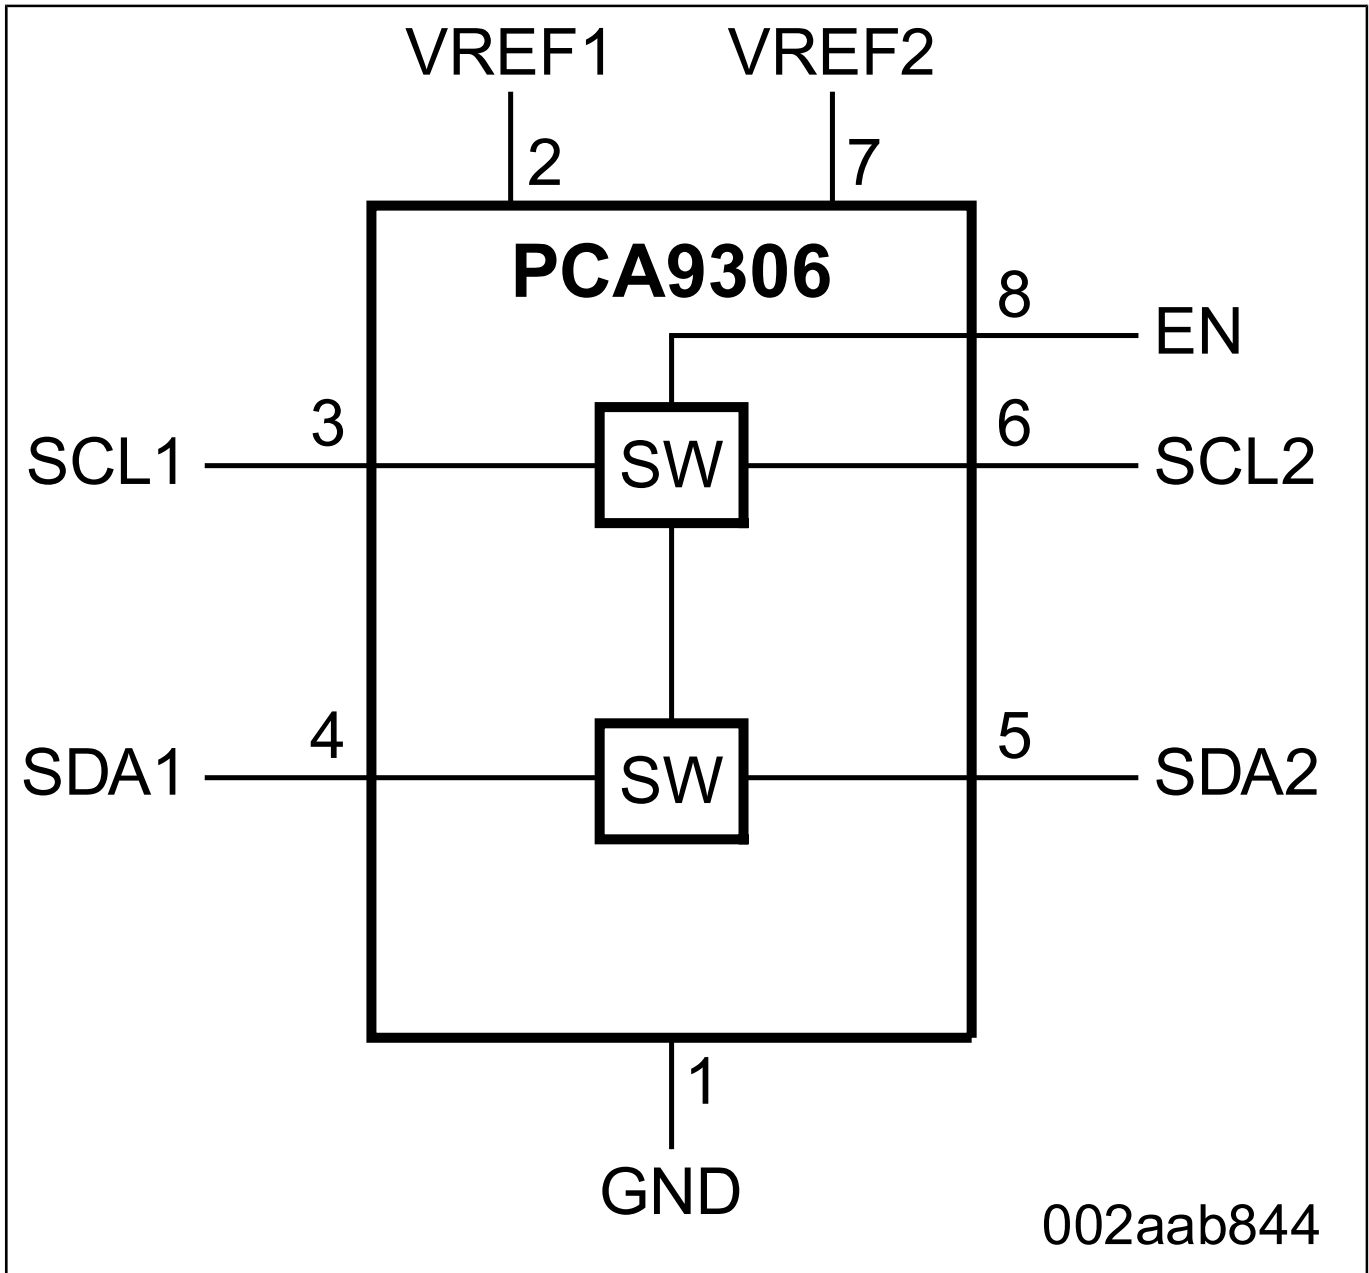 VREF1 VREF2
2 7
PCA9306
8 EN
3 6
SCL1 SW SCL2
4 5
SDA1 SW SDA2
1
GND
002aab844